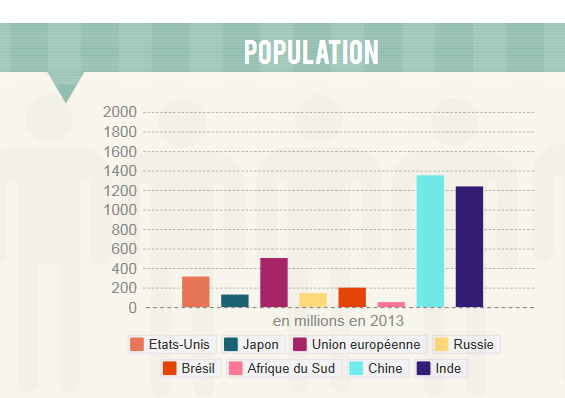 POPULATION
2000
1800
1600
1400
1200
1000
800
600
400
200
0
en millions en 2013
Etats-Unis Japon Union européenne Russie
Brésil Afrique du Sud Chine Inde